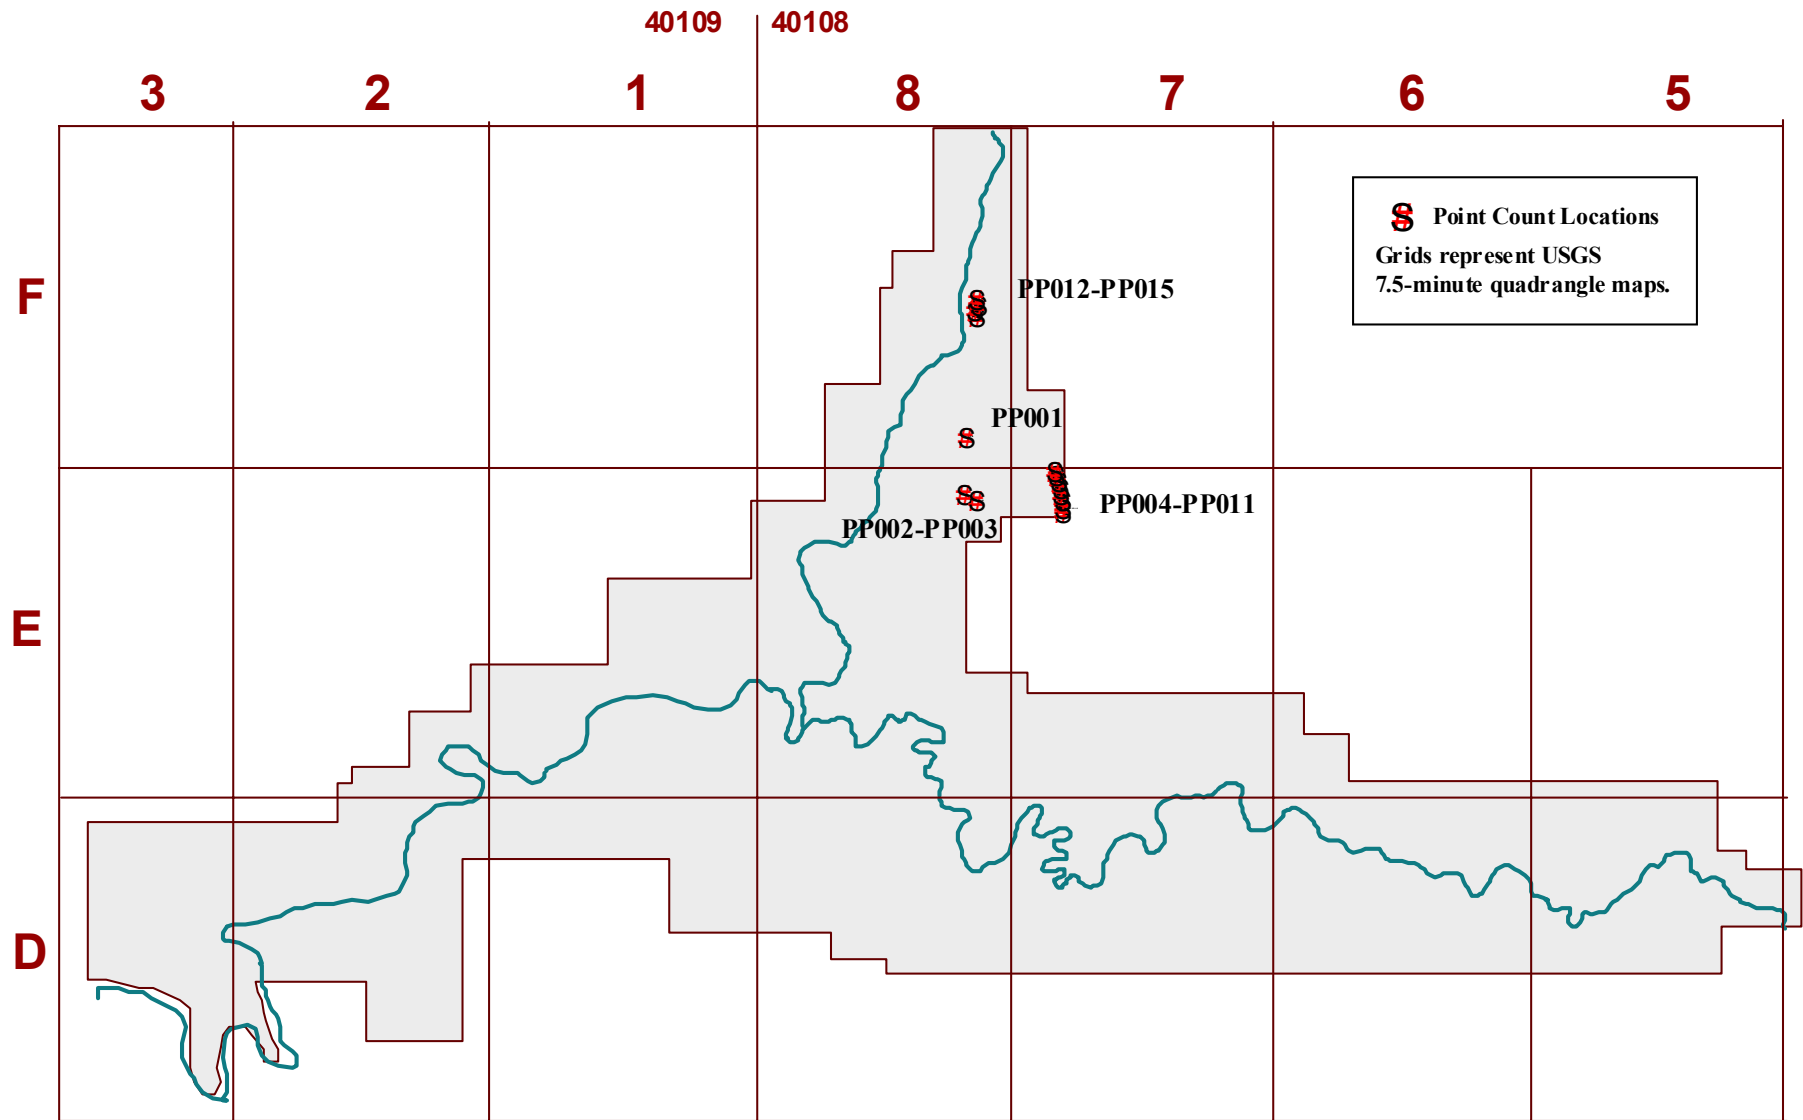 40109 40108
3 2 1 8 7 6 5
S Point Count Locations
Grids represent USGS
7.5-minute quadrangle maps.
F
PP012-PP015
PP001
PP004-PP011
PP002-PP003
E
D